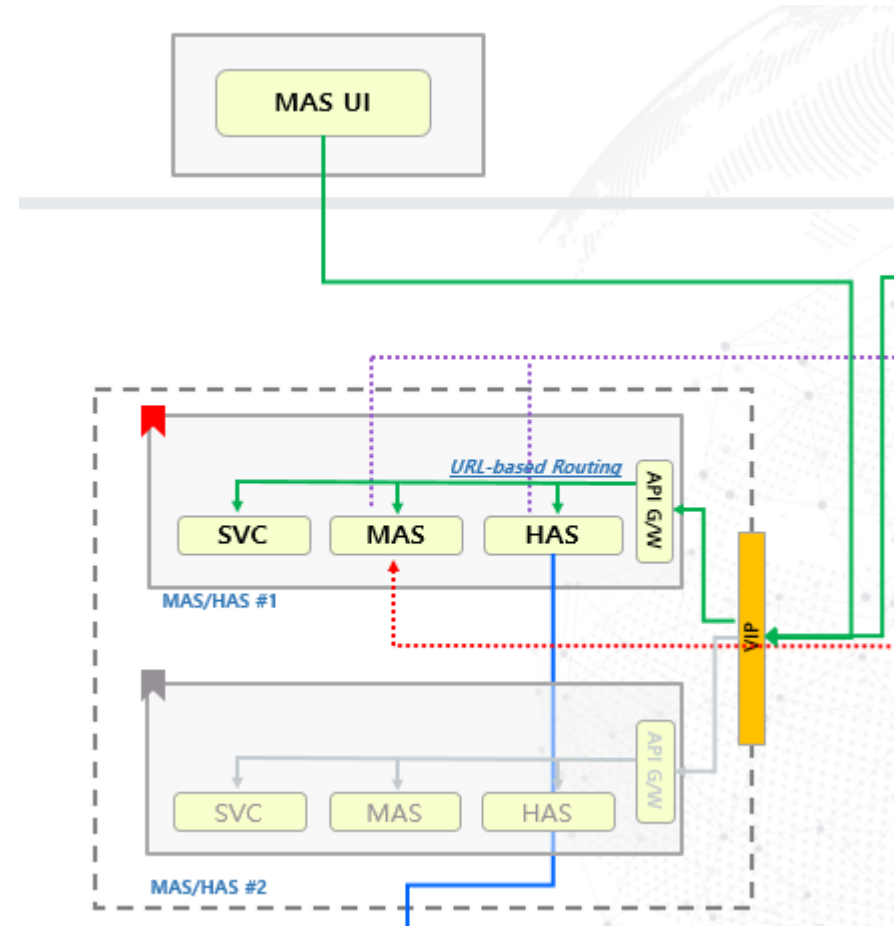 MAS UI
URL-based Routing
API G/W
SVC
MAS
HAS
MAS/HAS #1
VIP
API G/W
SVC
MAS
HAS
MAS/HAS #2